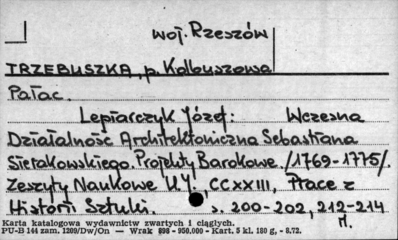 woj. Rzeszów
TRZEBUSZKA, p. Kolbuszowa
Pałac.
Lepiarczyk Józef: Wczesna
Działalność Architektoniczna Sebastiana
Sierakowskiego. Projekty Barokowe /1769-1775/.
Zeszyty Naukowe U.J., CCXXIII, Prace z
Historii Sztuki. s. 200-202, 212-214
Karta katalogowa wydawnictw zwartych i ciągłych.
PU-B 144 zam. 1209/Dw/On — Wrak 898 - 950,000 - Kart. 5 kl. 180 g, - 8.72.